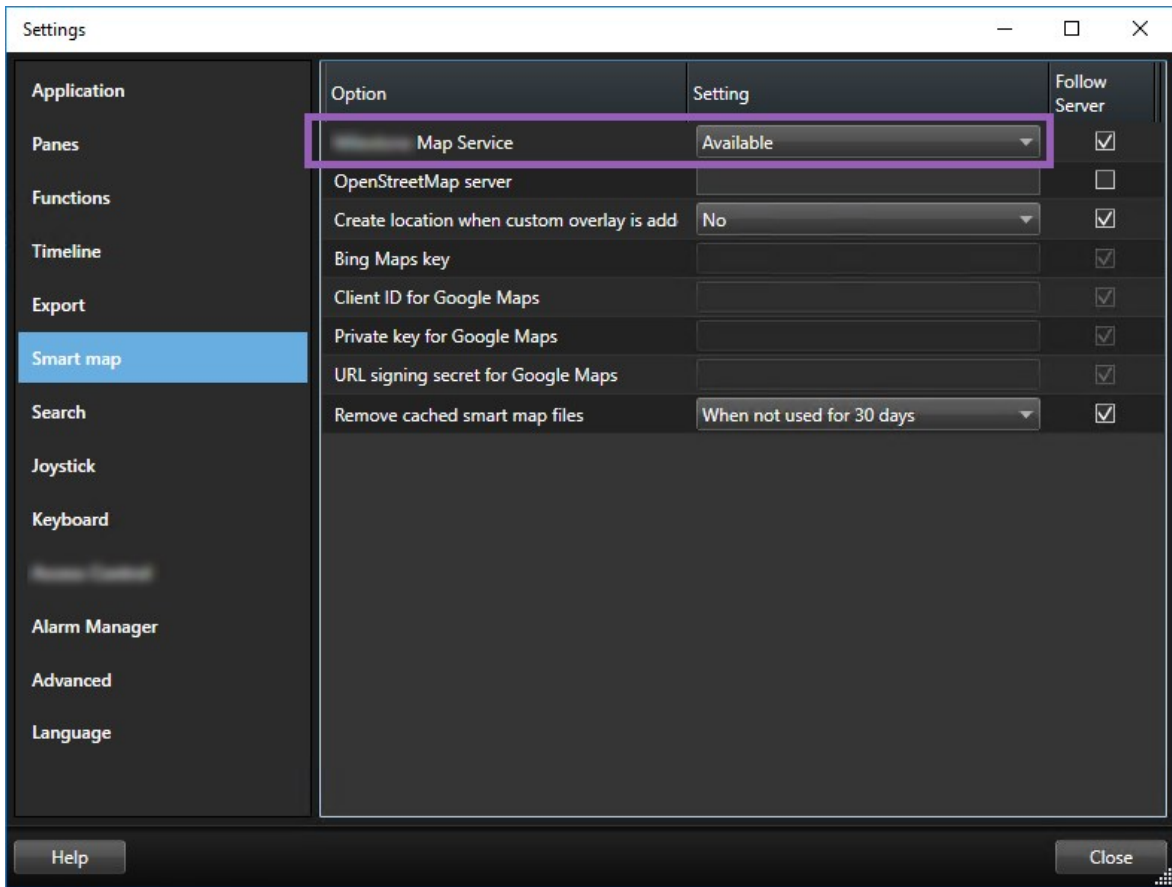 Settings
Application
Panes
Functions
Timeline
Export
Smart map
Search
Joystick
Keyboard
Alarm Manager
Advanced
Language
Option Setting Follow
Server
Map Service Available
OpenStreetMap server
Create location when custom overlay is add No
Bing Maps key
Client ID for Google Maps
Private key for Google Maps
URL signing secret for Google Maps
Remove cached smart map files When not used for 30 days
Help Close